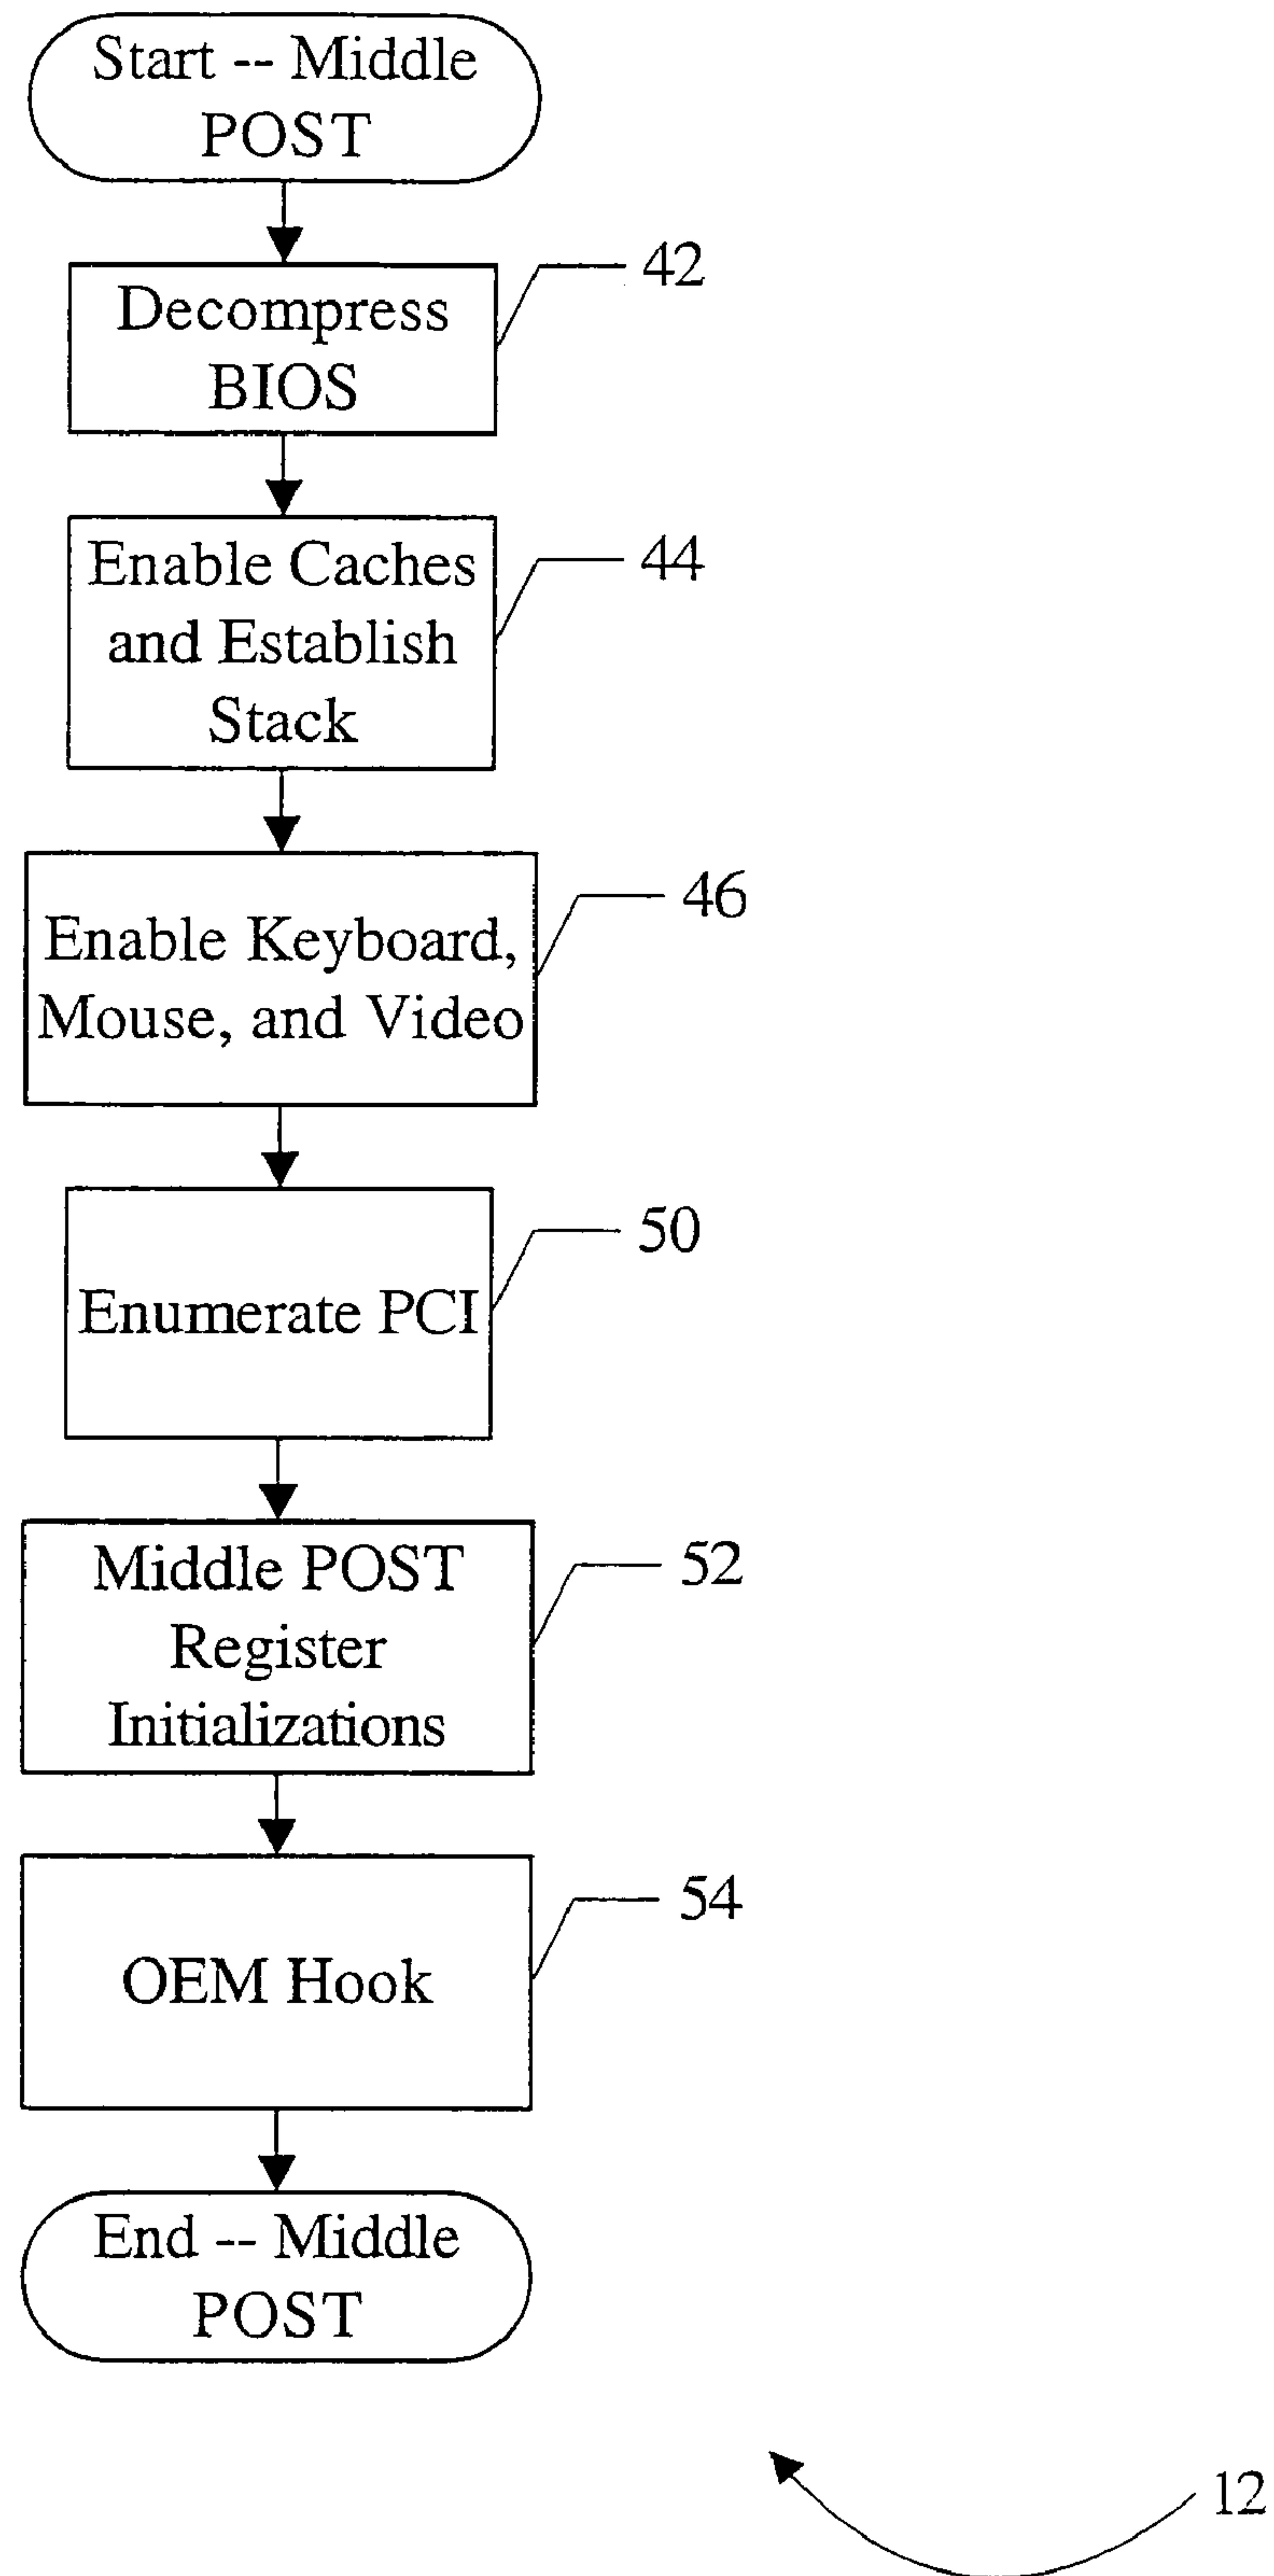 Start -- Middle
POST
42
Decompress
BIOS
44
Enable Caches
and Establish
Stack
46
Enable Keyboard,
Mouse, and Video
50
Enumerate PCI
52
Middle POST
Register
Initializations
54
OEM Hook
End -- Middle
POST
12